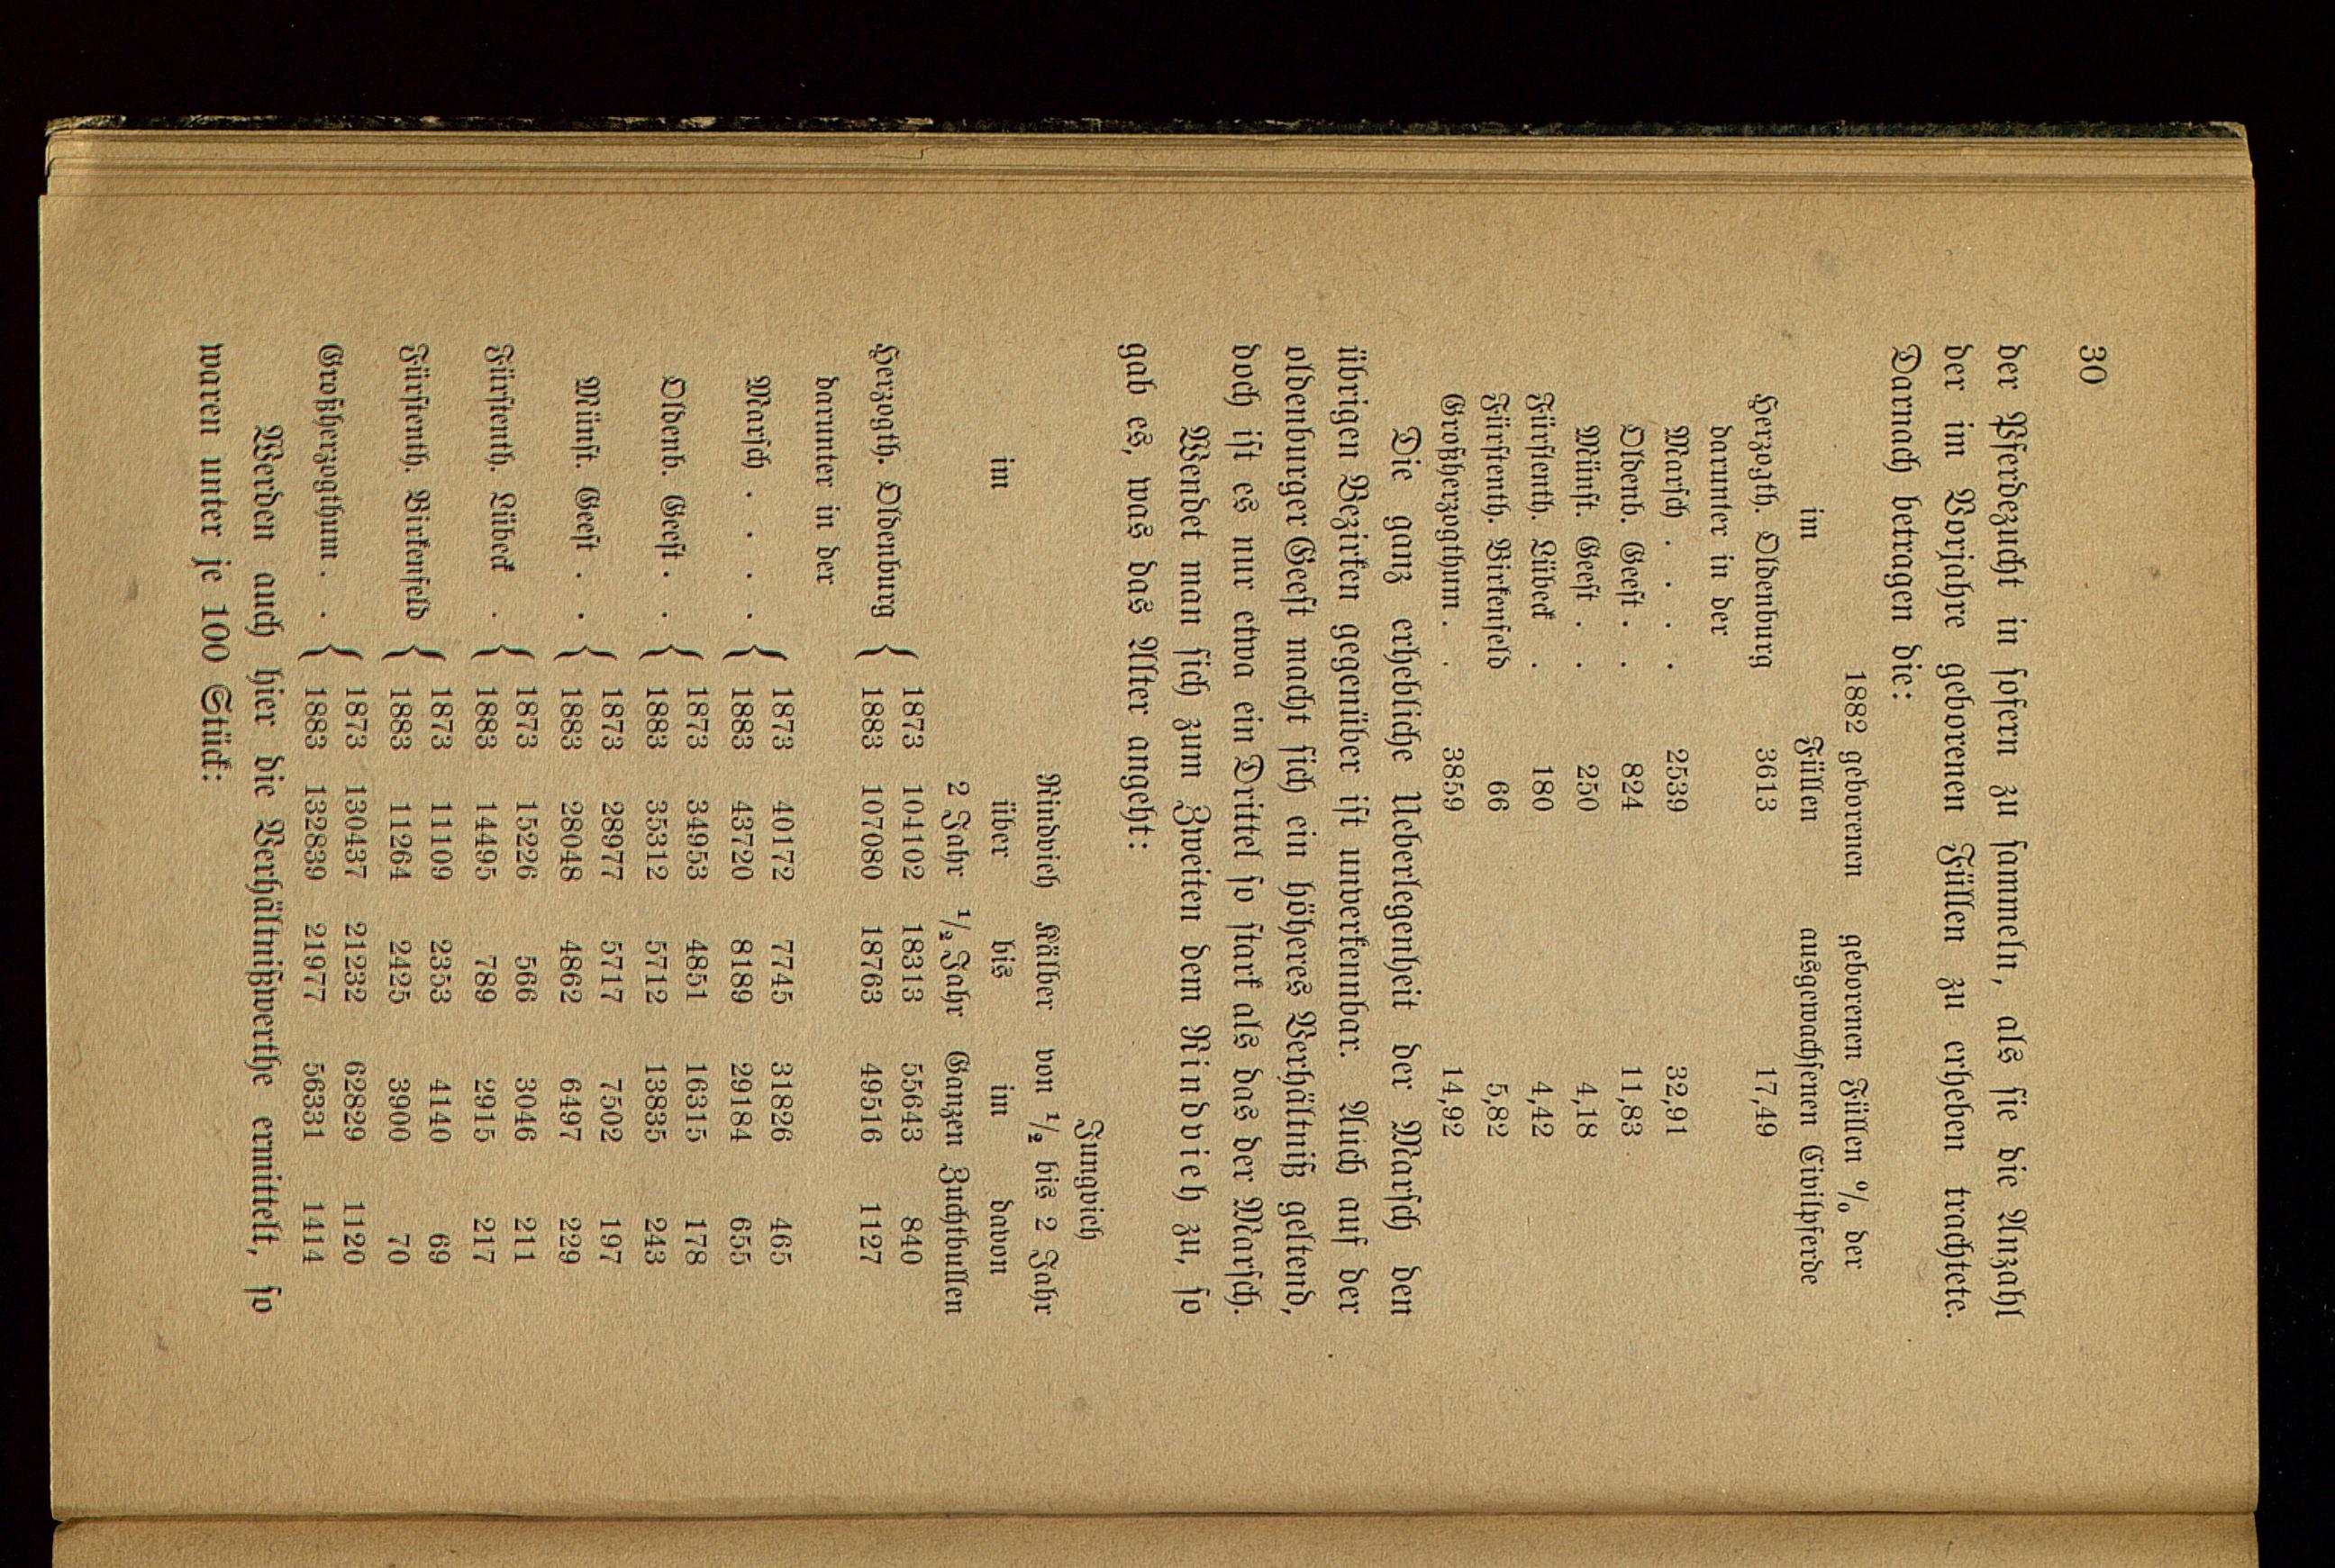 30
der Pferdezucht in sofern zu sammeln, als sie die Anzahl
der im Vorjahre geborenen Füllen zu erheben trachtete.
Darnach betragen die:
1882 geborenen geborenen Füllen % der
im Füllen ausgewachsenen Civilpferde
Herzogth. Oldenburg 3613 17,49
darunter in der
Marsch . . . . 2539 32,91
Oldenb. Geest . . 824 11,83
Münst. Geest . . 250 4,18
Fürstenth. Lübeck . 180 4,42
Fürstenth. Birkenfeld 66 5,82
Großherzogthum . . 3859 14,92
Die ganz erhebliche Ueberlegenheit der Marsch den
übrigen Bezirken gegenüber ist unverkennbar. Auch auf der
oldenburger Geest macht sich ein höheres Verhältniß geltend,
doch ist es nur etwa ein Drittel so stark als das der Marsch.
Wendet man sich zum Zweiten dem Rindvieh zu, so
gab es, was das Alter angeht:
Jungvieh
Rindvieh Kälber von ½ bis 2 Jahr
im über bis im davon
2 Jahr ½ Jahr Ganzen Zuchtbullen
Herzogth. Oldenburg { 1873 104102 18313 55643 840
1883 107080 18763 49516 1127
darunter in der
Marsch . . . . { 1873 40172 7745 31826 465
1883 43720 8189 29184 655
Oldenb. Geest . . { 1873 34953 4851 16315 178
1883 35312 5712 13835 243
Münst. Geest . . { 1873 28977 5717 7502 197
1883 28048 4862 6497 229
Fürstenth. Lübeck . { 1873 15226 566 3046 211
1883 14495 789 2915 217
Fürstenth. Birkenfeld { 1873 11109 2353 4140 69
1883 11264 2425 3900 70
Großherzogthum . . { 1873 130437 21232 62829 1120
1883 132839 21977 56331 1414
Werden auch hier die Verhältnißwerthe ermittelt, so
waren unter je 100 Stück: